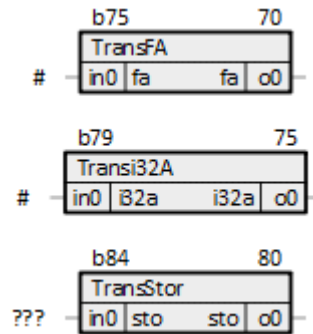 b75 70
TransFA
# in0 fa fa o0
b79 75
Transi32A
# in0 i32a i32a o0
b84 80
TransStor
??? in0 sto sto o0